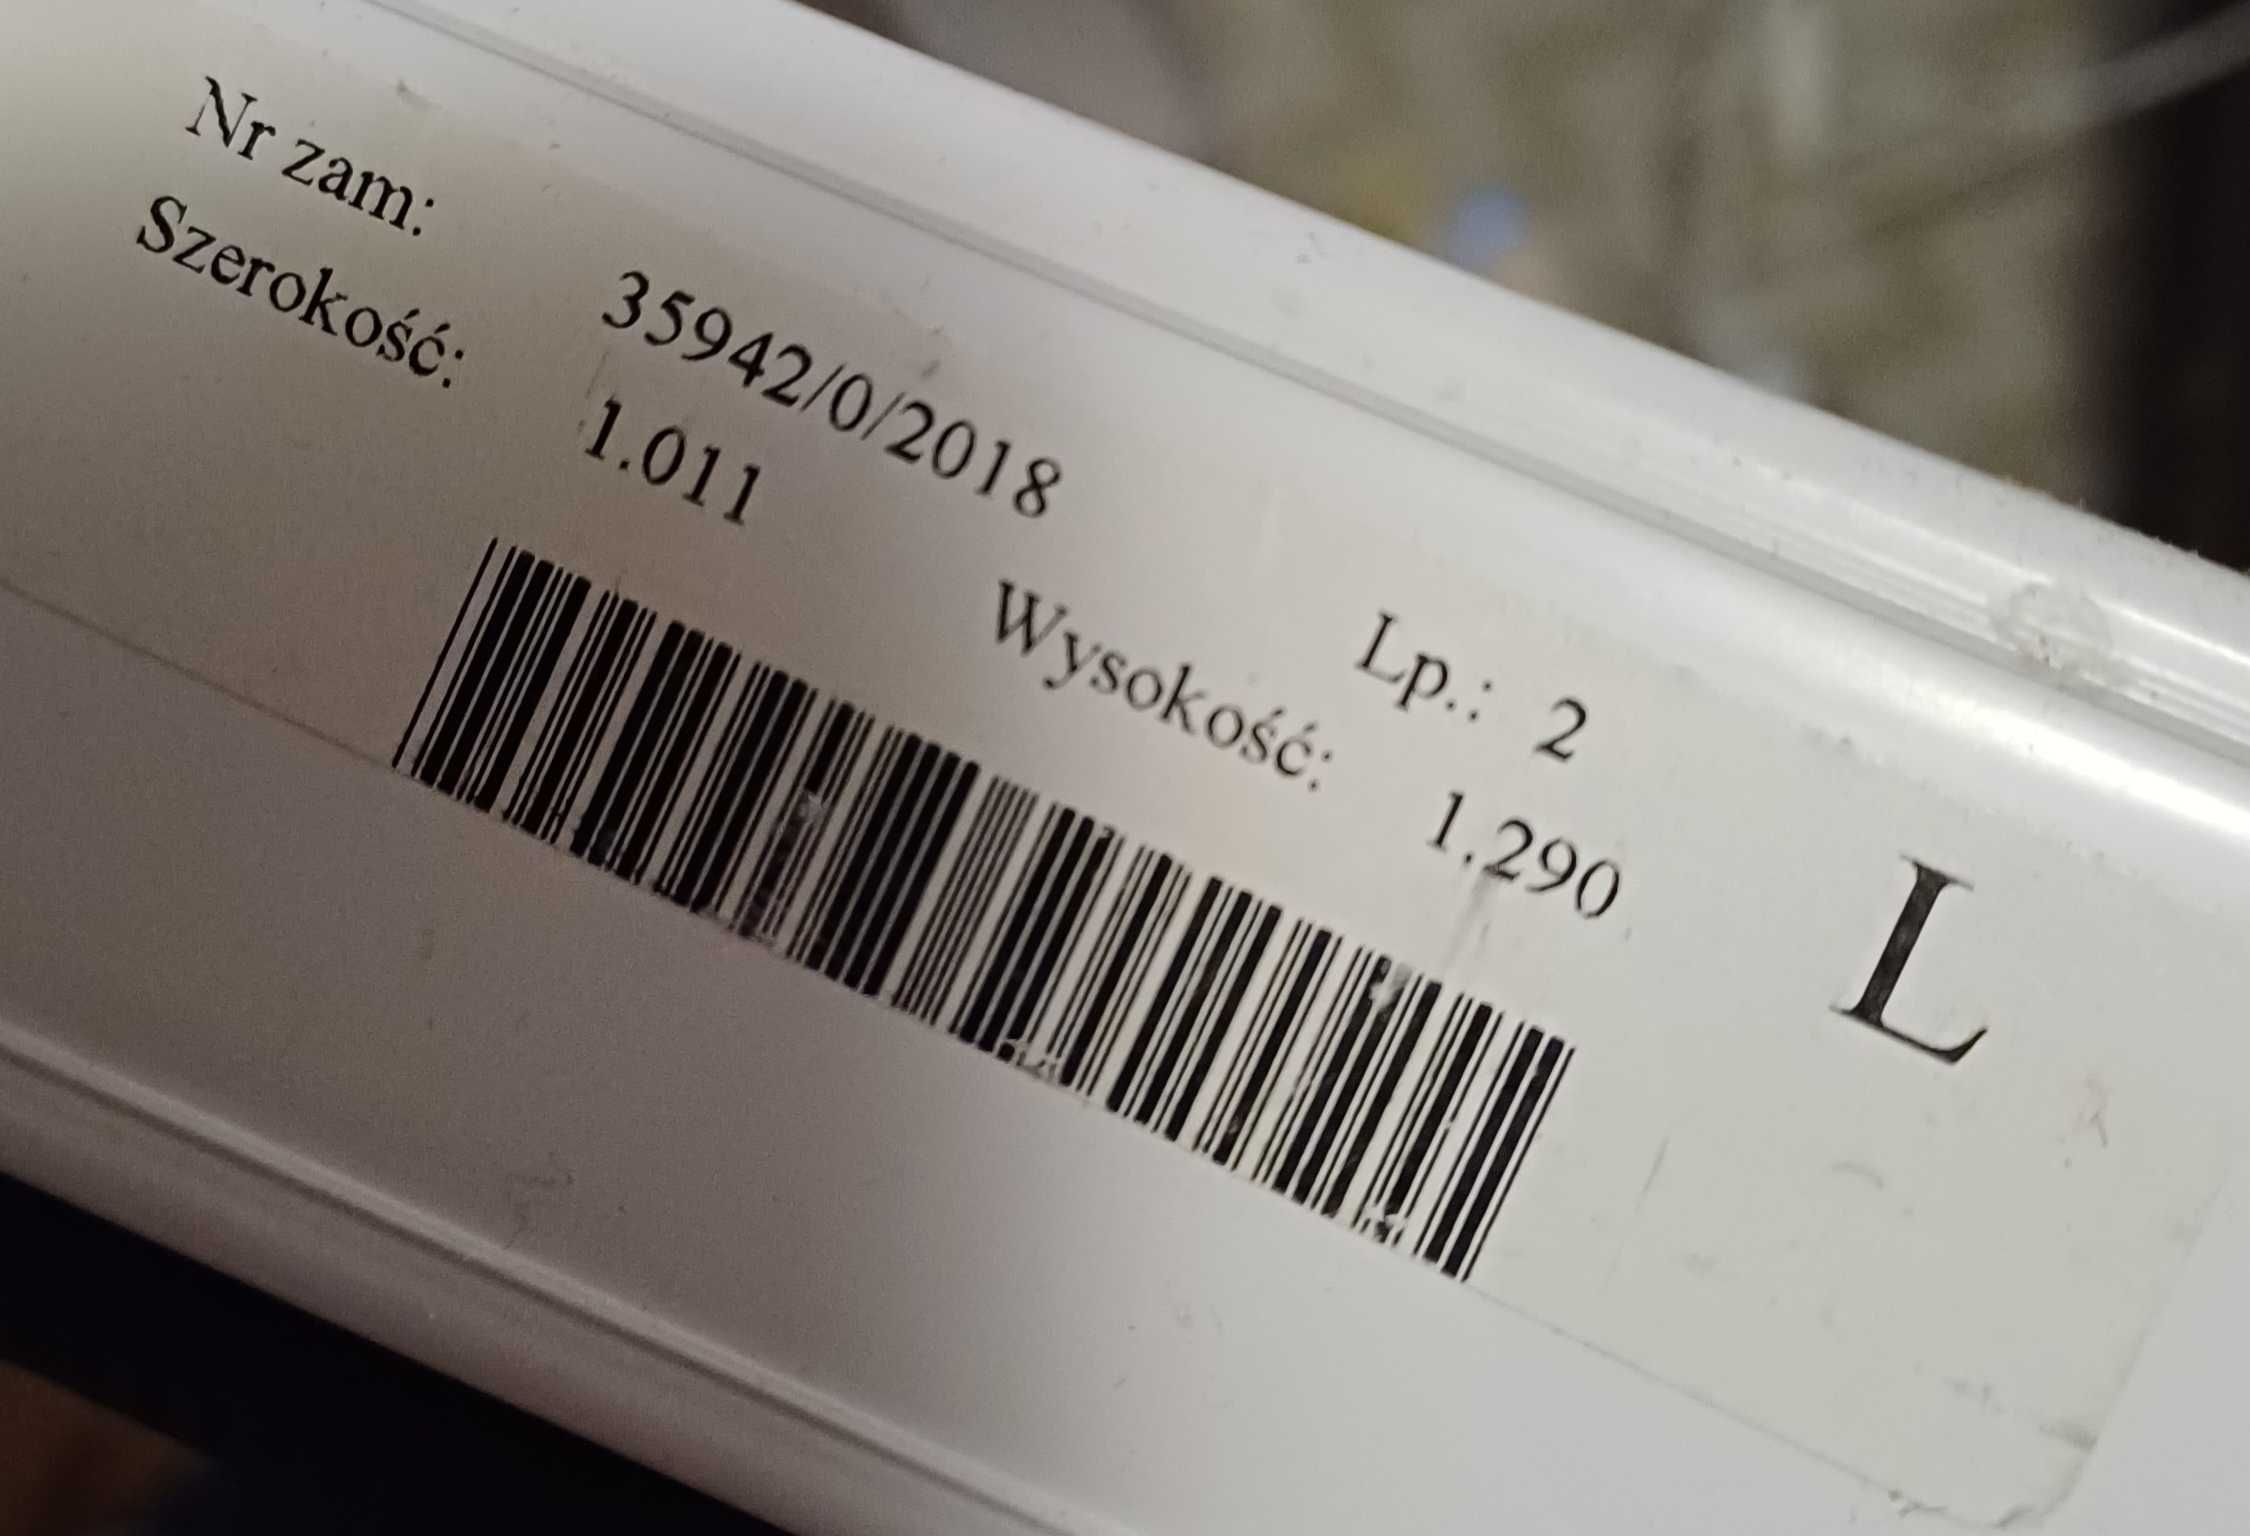 Nr zam: 35942/0/2018 Lp.: 2
Szerokość: 1.011 Wysokość: 1.290
L